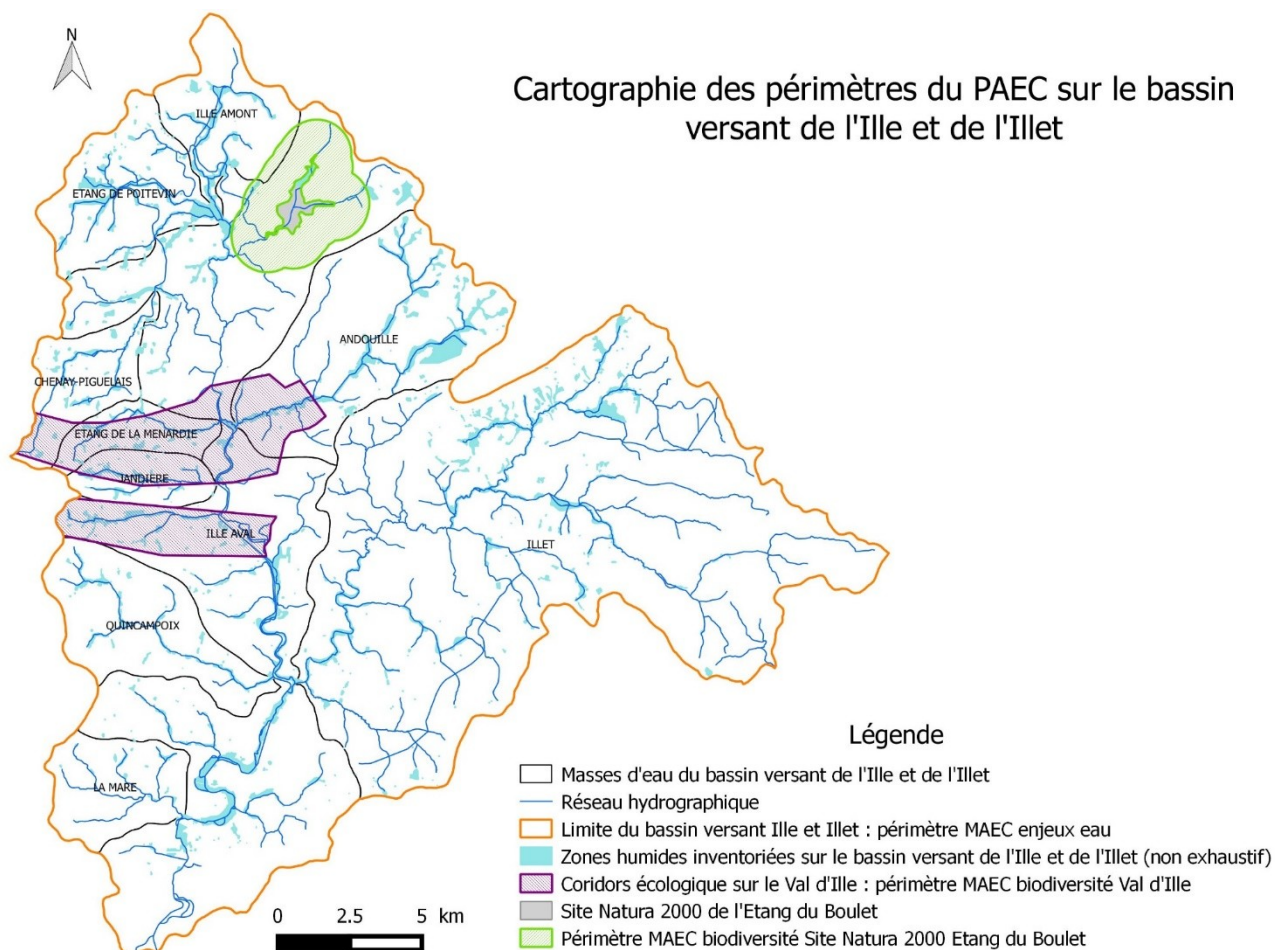 N
Cartographie des périmètres du PAEC sur le bassin
versant de l'Ille et de l'Illet
ILLE AMONT
ETANG DE POITEVIN
ANDOUILLE
CHENAY-PIGUELAIS
ETANG DE LA MENARDIE
JANDIERE
ILLE AVAL
ILLET
QUINCAMPOIX
LA MARE
Légende
Masses d'eau du bassin versant de l'Ille et de l'Illet
Réseau hydrographique
Limite du bassin versant Ille et Illet : périmètre MAEC enjeux eau
Zones humides inventoriées sur le bassin versant de l'Ille et de l'Illet (non exhaustif)
Coridors écologique sur le Val d'Ille : périmètre MAEC biodiversité Val d'Ille
Site Natura 2000 de l'Etang du Boulet
Périmètre MAEC biodiversité Site Natura 2000 Etang du Boulet
0 2.5 5 km